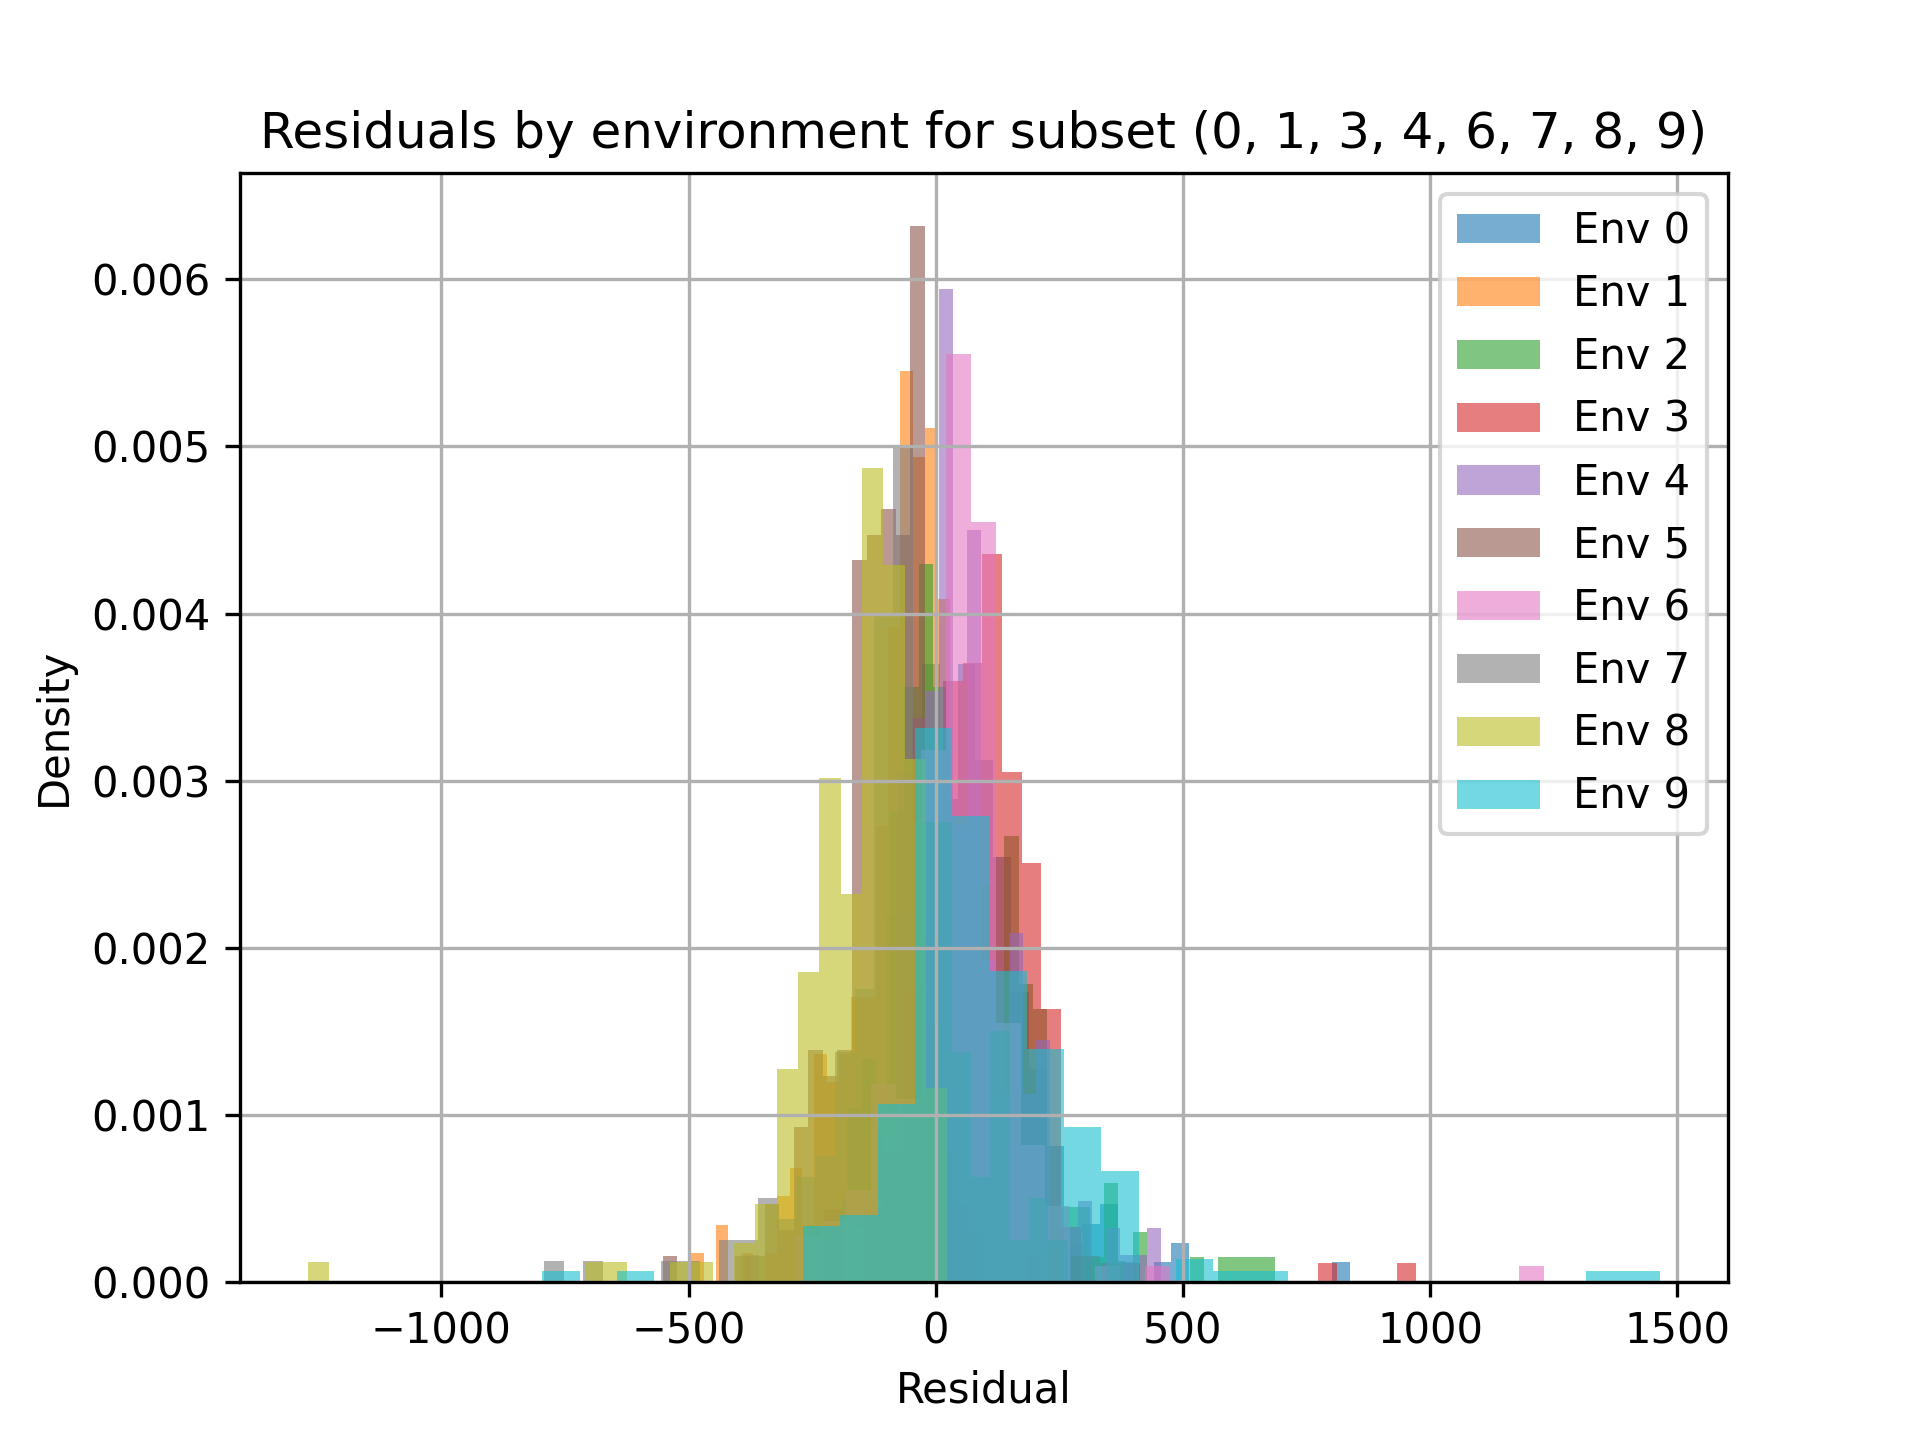 Residuals by environment for subset (0, 1, 3, 4, 6, 7, 8, 9)
Env 0
Env 1
Env 2
Env 3
Env 4
Env 5
Env 6
Env 7
Env 8
Env 9
0.006
0.005
0.004
0.003
0.002
0.001
0.000
Density
−1000
−500
0
500
1000
1500
Residual